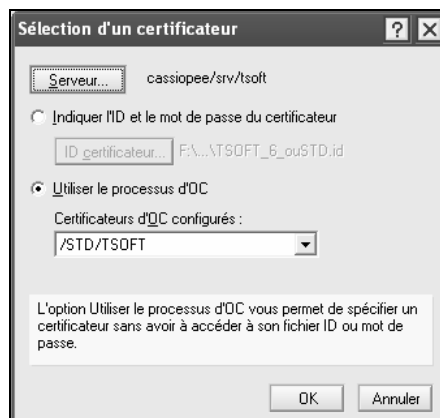 Sélection d'un certificateur
Serveur... cassiopee/srv/tsoft
Indiquer l'ID et le mot de passe du certificateur
ID certificateur... F:\...\TSOFT_6_ouSTD.id
Utiliser le processus d'OC
Certificateurs d'OC configurés :
/STD/TSOFT
L'option Utiliser le processus d'OC vous permet de spécifier un
certificateur sans avoir à accéder à son fichier ID ou mot de
passe.
OK Annuler